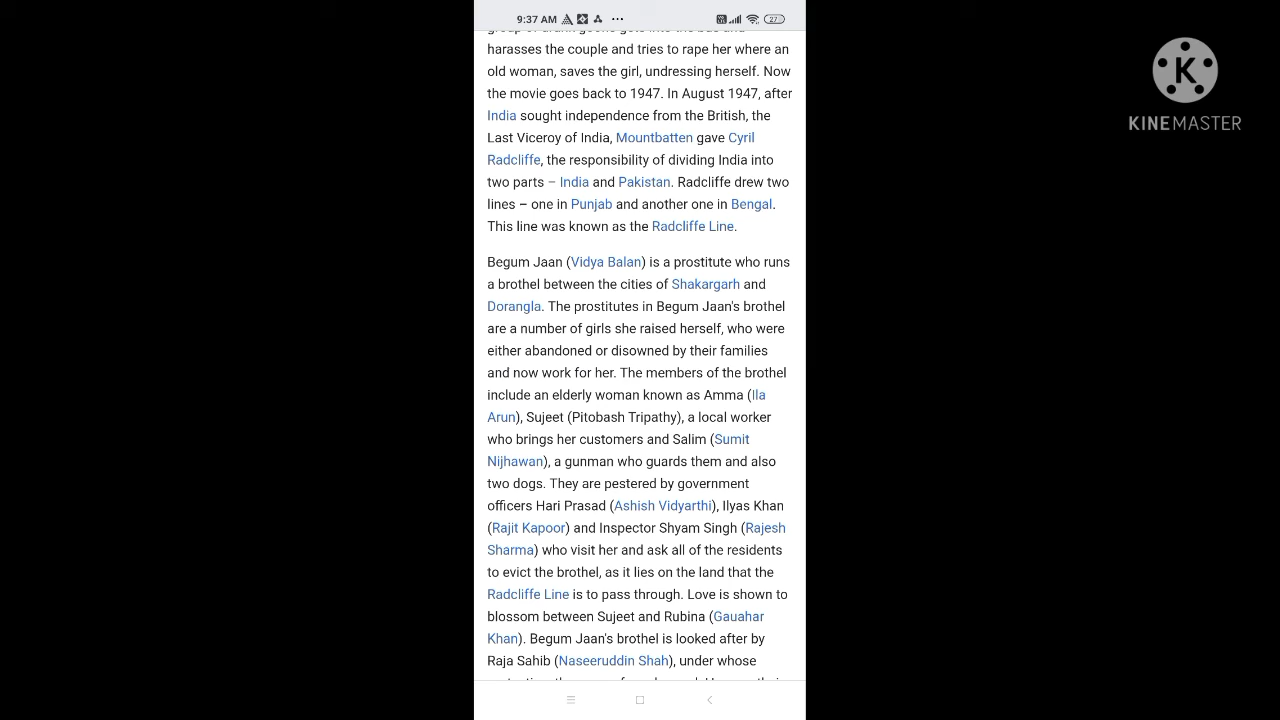 9:37 AM
27
harasses the couple and tries to rape her where an
old woman, saves the girl, undressing herself. Now
the movie goes back to 1947. In August 1947, after
India sought independence from the British, the
Last Viceroy of India, Mountbatten gave Cyril
Radcliffe, the responsibility of dividing India into
two parts – India and Pakistan. Radcliffe drew two
lines – one in Punjab and another one in Bengal.
This line was known as the Radcliffe Line.
Begum Jaan (Vidya Balan) is a prostitute who runs
a brothel between the cities of Shakargarh and
Dorangla. The prostitutes in Begum Jaan's brothel
are a number of girls she raised herself, who were
either abandoned or disowned by their families
and now work for her. The members of the brothel
include an elderly woman known as Amma (Ila
Arun), Sujeet (Pitobash Tripathy), a local worker
who brings her customers and Salim (Sumit
Nijhawan), a gunman who guards them and also
two dogs. They are pestered by government
officers Hari Prasad (Ashish Vidyarthi), Ilyas Khan
(Rajit Kapoor) and Inspector Shyam Singh (Rajesh
Sharma) who visit her and ask all of the residents
to evict the brothel, as it lies on the land that the
Radcliffe Line is to pass through. Love is shown to
blossom between Sujeet and Rubina (Gauahar
Khan). Begum Jaan's brothel is looked after by
Raja Sahib (Naseeruddin Shah), under whose
K
KINEMASTER